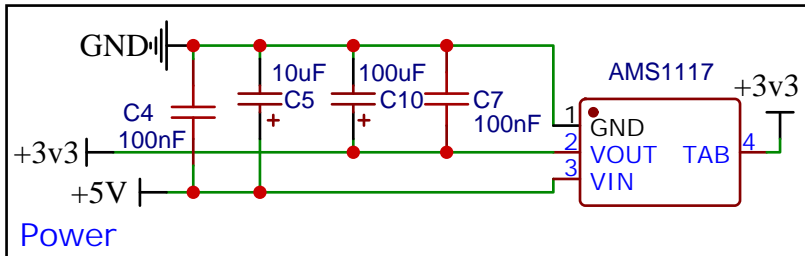 GND
10uF
100uF
AMS1117
+3v3
C4
100nF
C5
+
C10
+
C7
100nF
1
GND
+3v3
2
VOUT
TAB
4
+5V
3
VIN
Power